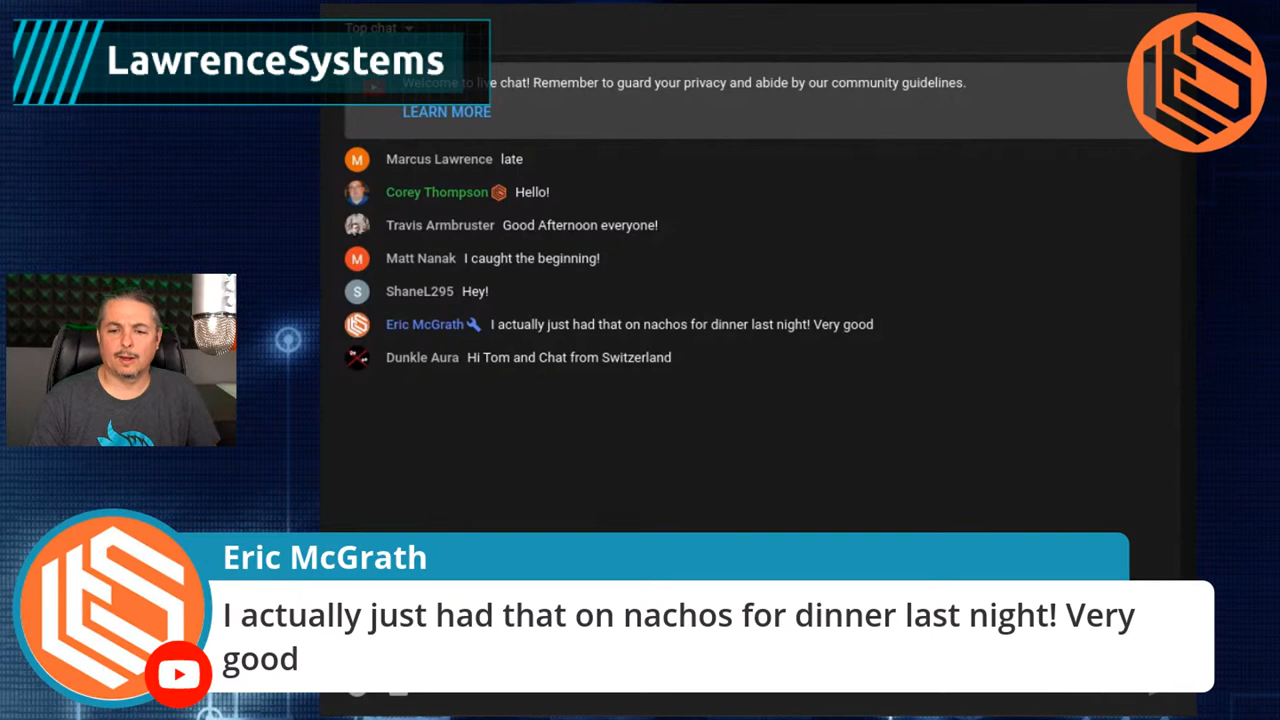 LawrenceSystems
Top chat
Welcome to live chat! Remember to guard your privacy and abide by our community guidelines.
LEARN MORE
Marcus Lawrence late
Corey Thompson Hello!
Travis Armbruster Good Afternoon everyone!
Matt Nanak I caught the beginning!
ShaneL295 Hey!
Eric McGrath I actually just had that on nachos for dinner last night! Very good
Dunkle Aura Hi Tom and Chat from Switzerland
Eric McGrath
I actually just had that on nachos for dinner last night! Very
good
M
M
S